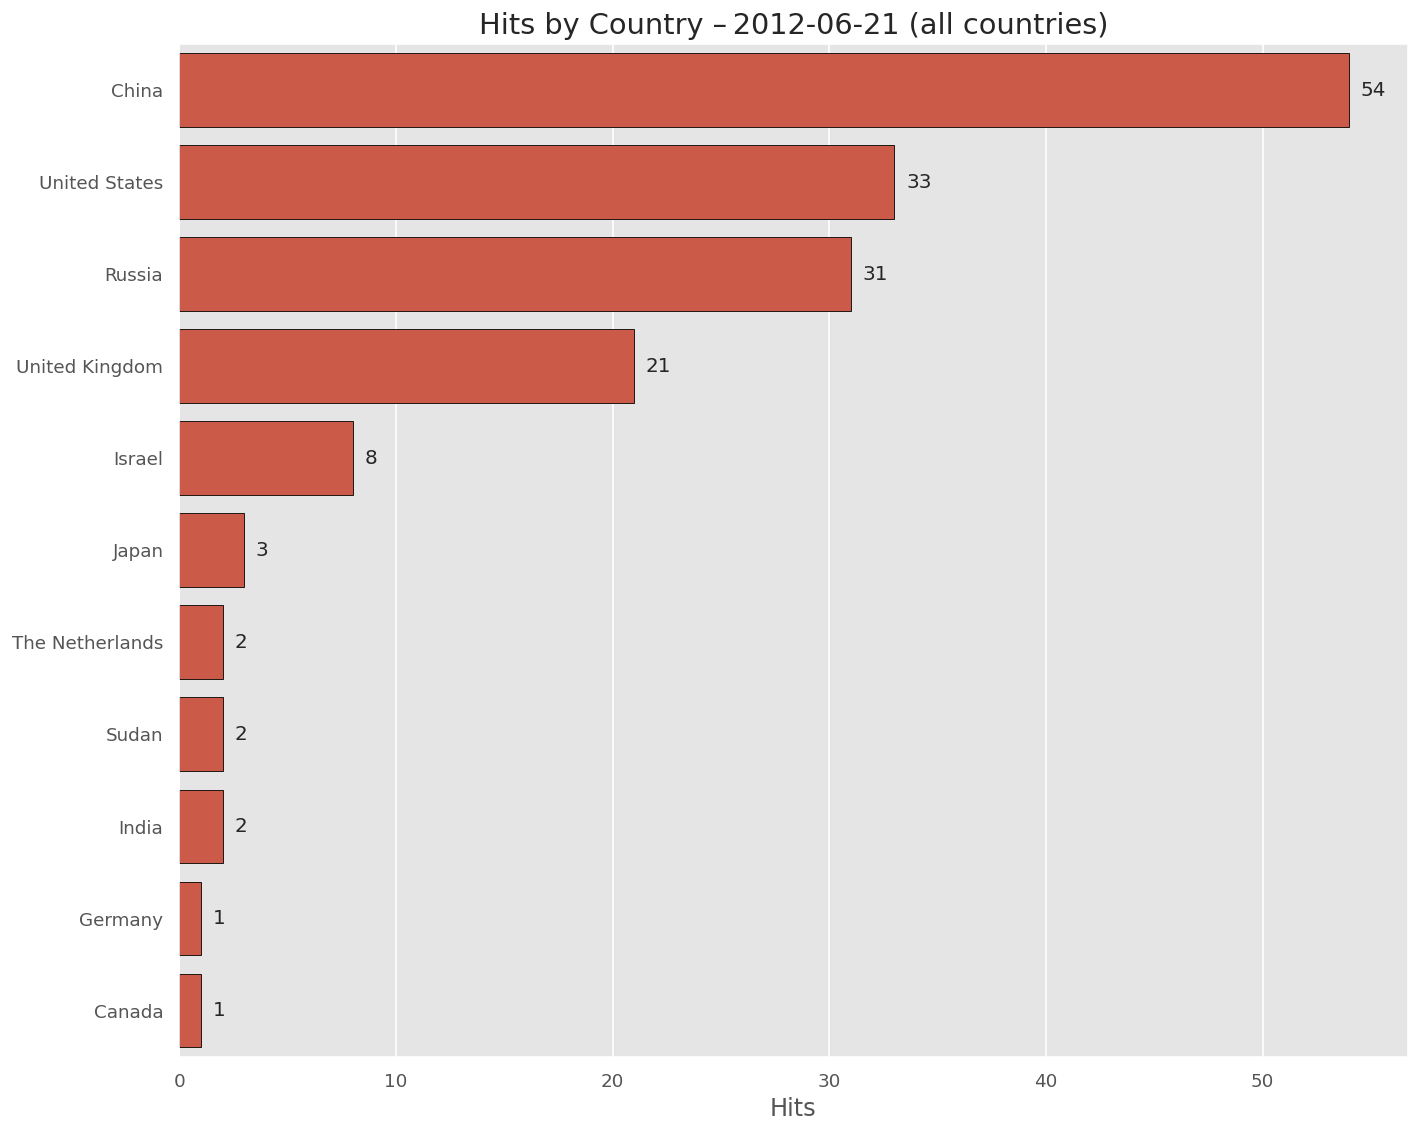 Hits by Country – 2012-06-21 (all countries)
China 54
United States 33
Russia 31
United Kingdom 21
Israel 8
Japan 3
The Netherlands 2
Sudan 2
India 2
Germany 1
Canada 1
0 10 20 30 40 50
Hits